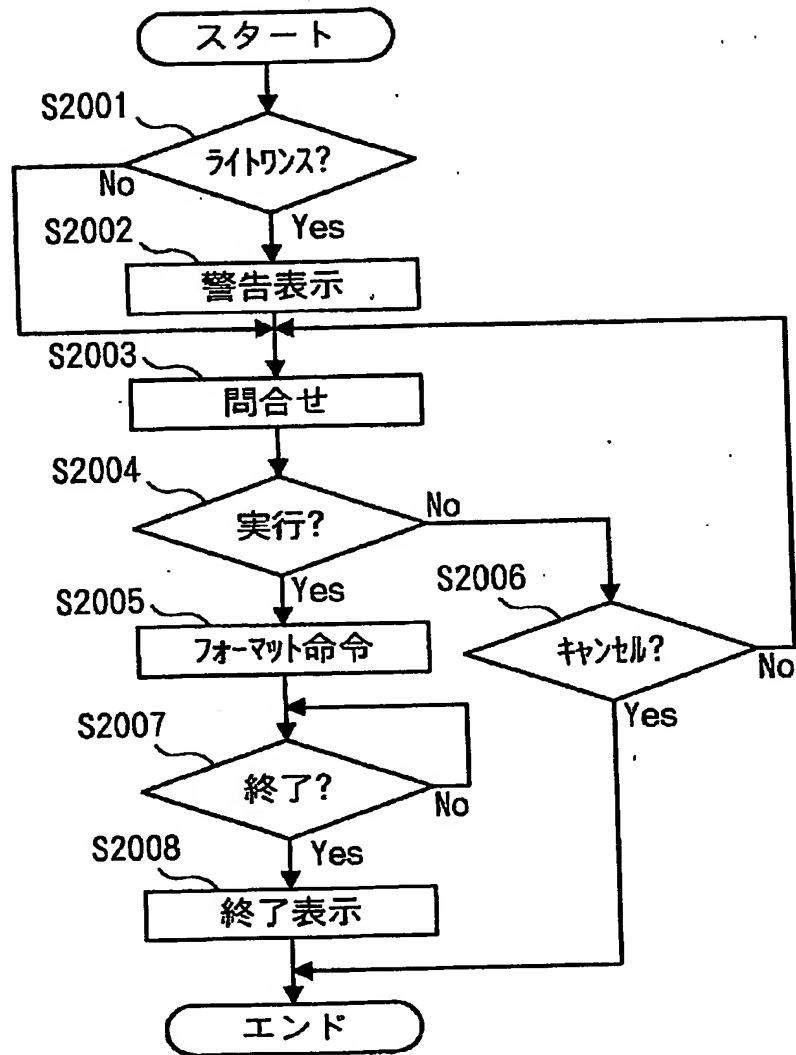 スタート
S2001
ライトワンス?
No
Yes
S2002
警告表示
S2003
問合せ
S2004
実行?
No
Yes
S2005
フォーマット命令
S2006
キャンセル?
No
Yes
S2007
終了?
No
Yes
S2008
終了表示
エンド